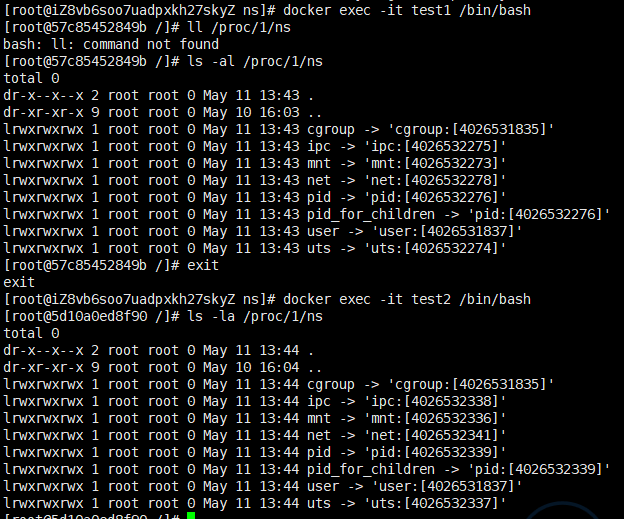 [root@iZ8vb6soo7uadpxkh27skyZ ns]# docker exec -it test1 /bin/bash
[root@57c85452849b /]# ll /proc/1/ns
bash: ll: command not found
[root@57c85452849b /]# ls -al /proc/1/ns
total 0
dr-x--x--x 2 root root 0 May 11 13:43 .
dr-xr-xr-x 9 root root 0 May 10 16:03 ..
lrwxrwxrwx 1 root root 0 May 11 13:43 cgroup -> 'cgroup:[4026531835]'
lrwxrwxrwx 1 root root 0 May 11 13:43 ipc -> 'ipc:[4026532275]'
lrwxrwxrwx 1 root root 0 May 11 13:43 mnt -> 'mnt:[4026532273]'
lrwxrwxrwx 1 root root 0 May 11 13:43 net -> 'net:[4026532278]'
lrwxrwxrwx 1 root root 0 May 11 13:43 pid -> 'pid:[4026532276]'
lrwxrwxrwx 1 root root 0 May 11 13:43 pid_for_children -> 'pid:[4026532276]'
lrwxrwxrwx 1 root root 0 May 11 13:43 user -> 'user:[4026531837]'
lrwxrwxrwx 1 root root 0 May 11 13:43 uts -> 'uts:[4026532274]'
[root@57c85452849b /]# exit
exit
[root@iZ8vb6soo7uadpxkh27skyZ ns]# docker exec -it test2 /bin/bash
[root@5d10a0ed8f90 /]# ls -la /proc/1/ns
total 0
dr-x--x--x 2 root root 0 May 11 13:44 .
dr-xr-xr-x 9 root root 0 May 10 16:04 ..
lrwxrwxrwx 1 root root 0 May 11 13:44 cgroup -> 'cgroup:[4026531835]'
lrwxrwxrwx 1 root root 0 May 11 13:44 ipc -> 'ipc:[4026532338]'
lrwxrwxrwx 1 root root 0 May 11 13:44 mnt -> 'mnt:[4026532336]'
lrwxrwxrwx 1 root root 0 May 11 13:44 net -> 'net:[4026532341]'
lrwxrwxrwx 1 root root 0 May 11 13:44 pid -> 'pid:[4026532339]'
lrwxrwxrwx 1 root root 0 May 11 13:44 pid_for_children -> 'pid:[4026532339]'
lrwxrwxrwx 1 root root 0 May 11 13:44 user -> 'user:[4026531837]'
lrwxrwxrwx 1 root root 0 May 11 13:44 uts -> 'uts:[4026532337]'
[root@5d10a0ed8f90 /]#